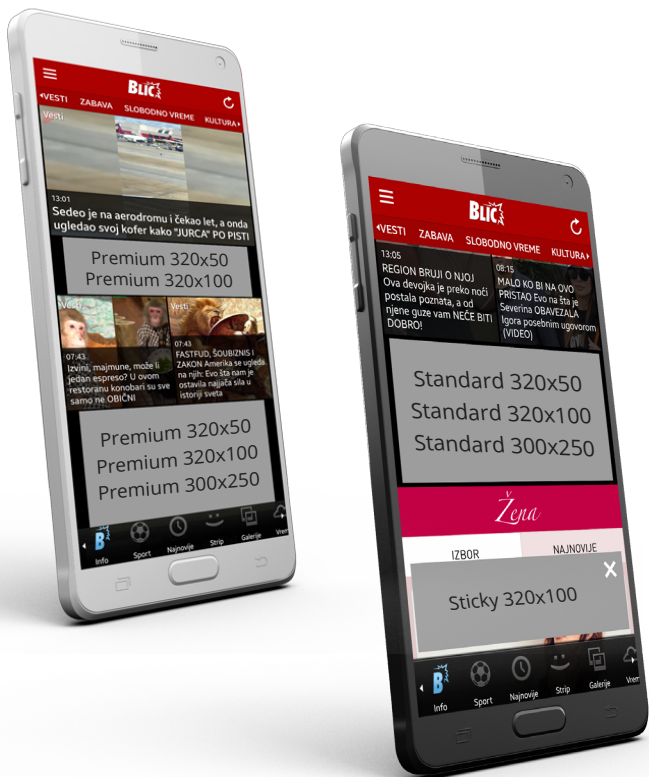 BLIC
VESTI ZABAVA SLOBODNO VREME KULTURA
Vesti
13:01
Sedeo je na aerodromu i čekao let, a onda
ugledao svoj kofer kako "JURCA" PO PISTI
Premium 320x50
Premium 320x100
Vesti
07:43
Izvini, majmune, može li
jedan espreso? U ovom
restoranu konobari su sve
samo ne OBIČNI
Vesti
07:43
FASTFUD, ŠOUBIZNIS I
ZAKON Amerika se ugleda
na njih: Evo šta nam je
ostavila najjača sila u
istoriji sveta
Premium 320x50
Premium 320x100
Premium 300x250
Info Sport Najnovije Strip Galerije Vrem
BLIC
VESTI ZABAVA SLOBODNO VREME KULTURA
13:05
REGION BRUJI O NJOJ
Ova devojka je preko noći
postala poznata, a od
njene guze vam NEĆE BITI
DOBRO!
08:15
MALO KO BI NA OVO
PRISTAO Evo na šta je
Severina OBAVEZALA
Igora posebnim ugovorom
(VIDEO)
Standard 320x50
Standard 320x100
Standard 300x250
Žena
IZBOR NAJNOVIJE
X
Sticky 320x100
B
Info Sport Najnovije Strip Galerije Vrem